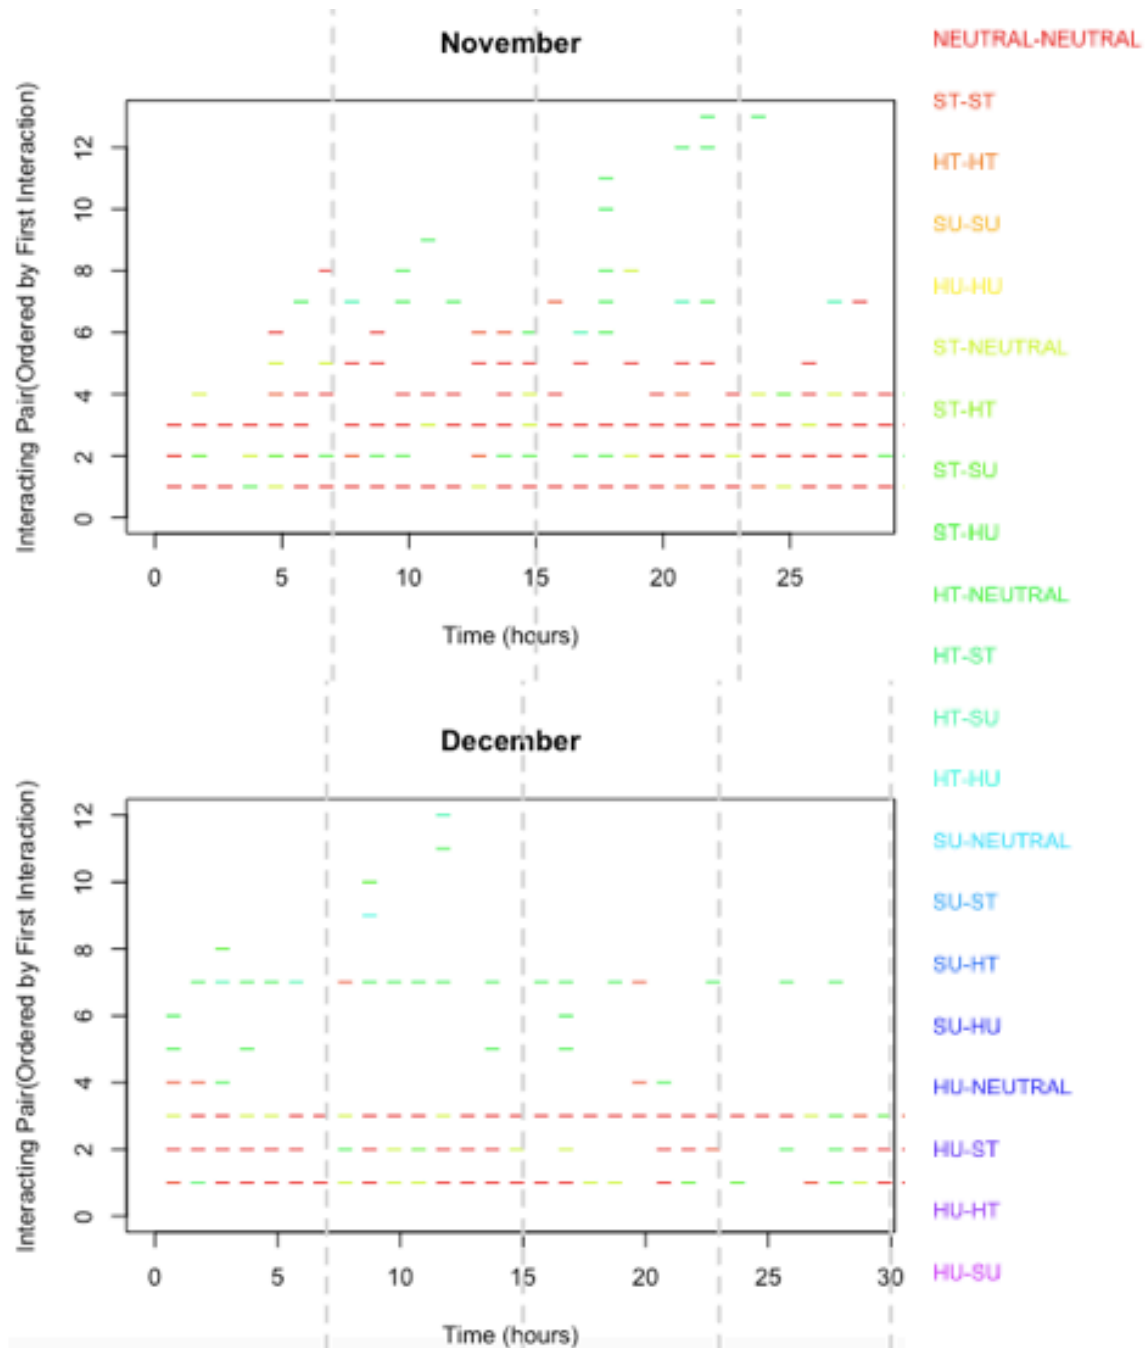 November
Interacting Pair(Ordered by First Interaction)
0
2
4
6
8
10
12
0
5
10
15
20
25
Time (hours)
December
Interacting Pair(Ordered by First Interaction)
0
2
4
6
8
10
12
0
5
10
15
20
25
30
Time (hours)
NEUTRAL-NEUTRAL
ST-ST
HT-HT
SU-SU
HU-HU
ST-NEUTRAL
ST-HT
ST-SU
ST-HU
HT-NEUTRAL
HT-ST
HT-SU
HT-HU
SU-NEUTRAL
SU-ST
SU-HT
SU-HU
HU-NEUTRAL
HU-ST
HU-HT
HU-SU